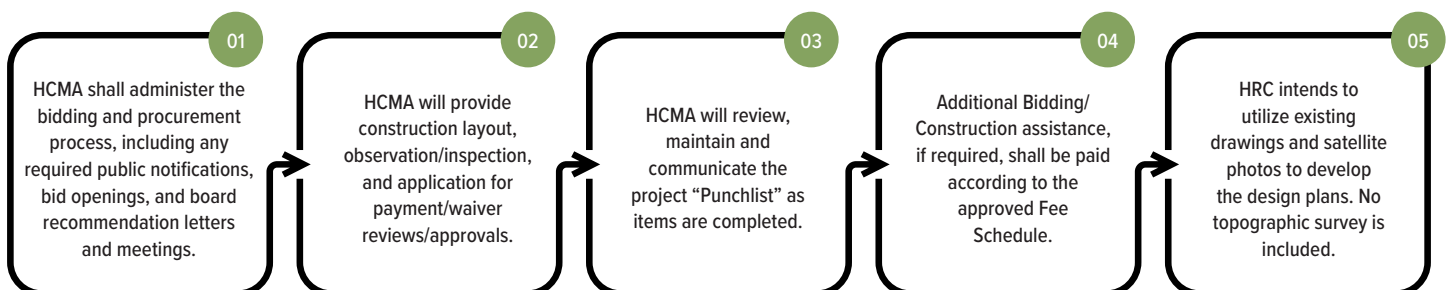 01
HCMA shall administer the
bidding and procurement
process, including any
required public notifications,
bid openings, and board
recommendation letters
and meetings.
02
HCMA will provide
construction layout,
observation/inspection,
and application for
payment/waiver
reviews/approvals.
03
HCMA will review,
maintain and
communicate the
project “Punchlist” as
items are completed.
04
Additional Bidding/
Construction assistance,
if required, shall be paid
according to the
approved Fee
Schedule.
05
HRC intends to
utilize existing
drawings and satellite
photos to develop
the design plans. No
topographic survey is
included.